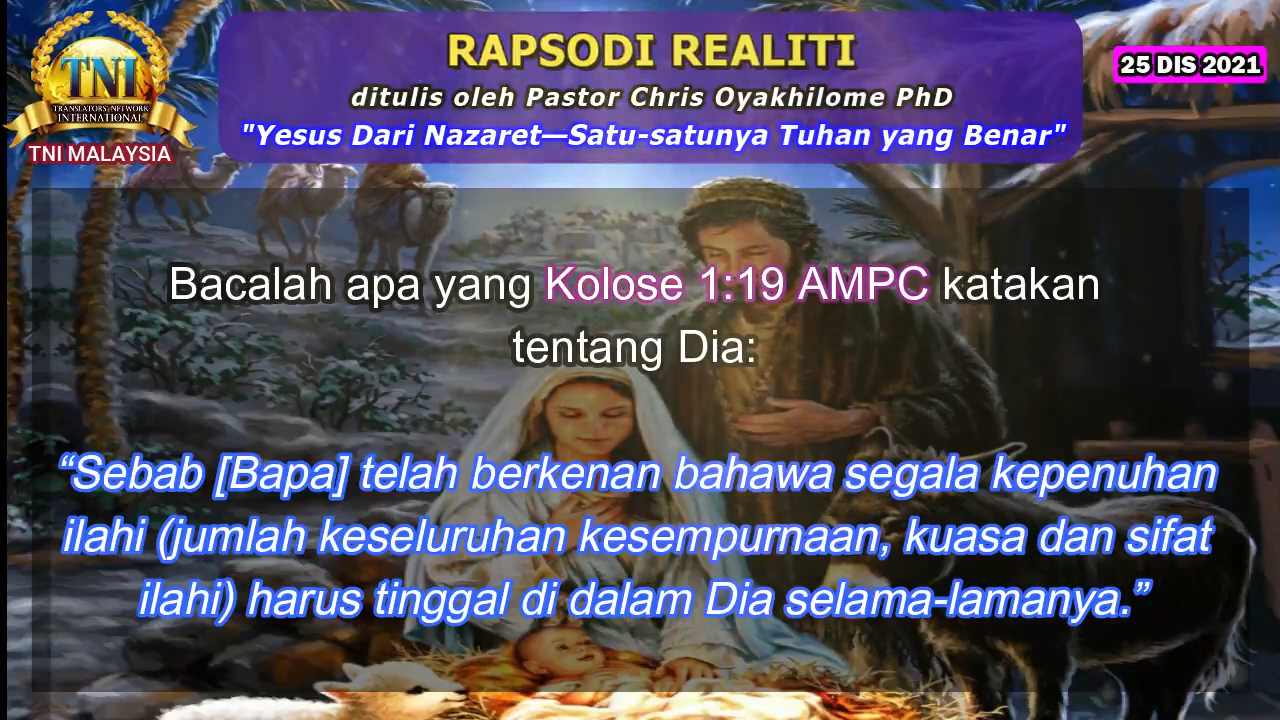 TNI
TRANSLATORS' NETWORK
INTERNATIONAL
TNI MALAYSIA
RAPSODI REALITI
ditulis oleh Pastor Chris Oyakhilome PhD
"Yesus Dari Nazaret—Satu-satunya Tuhan yang Benar"
25 DIS 2021
Bacalah apa yang Kolose 1:19 AMPC katakan
tentang Dia:
“Sebab [Bapa] telah berkenan bahawa segala kepenuhan
ilahi (jumlah keseluruhan kesempurnaan, kuasa dan sifat
ilahi) harus tinggal di dalam Dia selama-lamanya.”